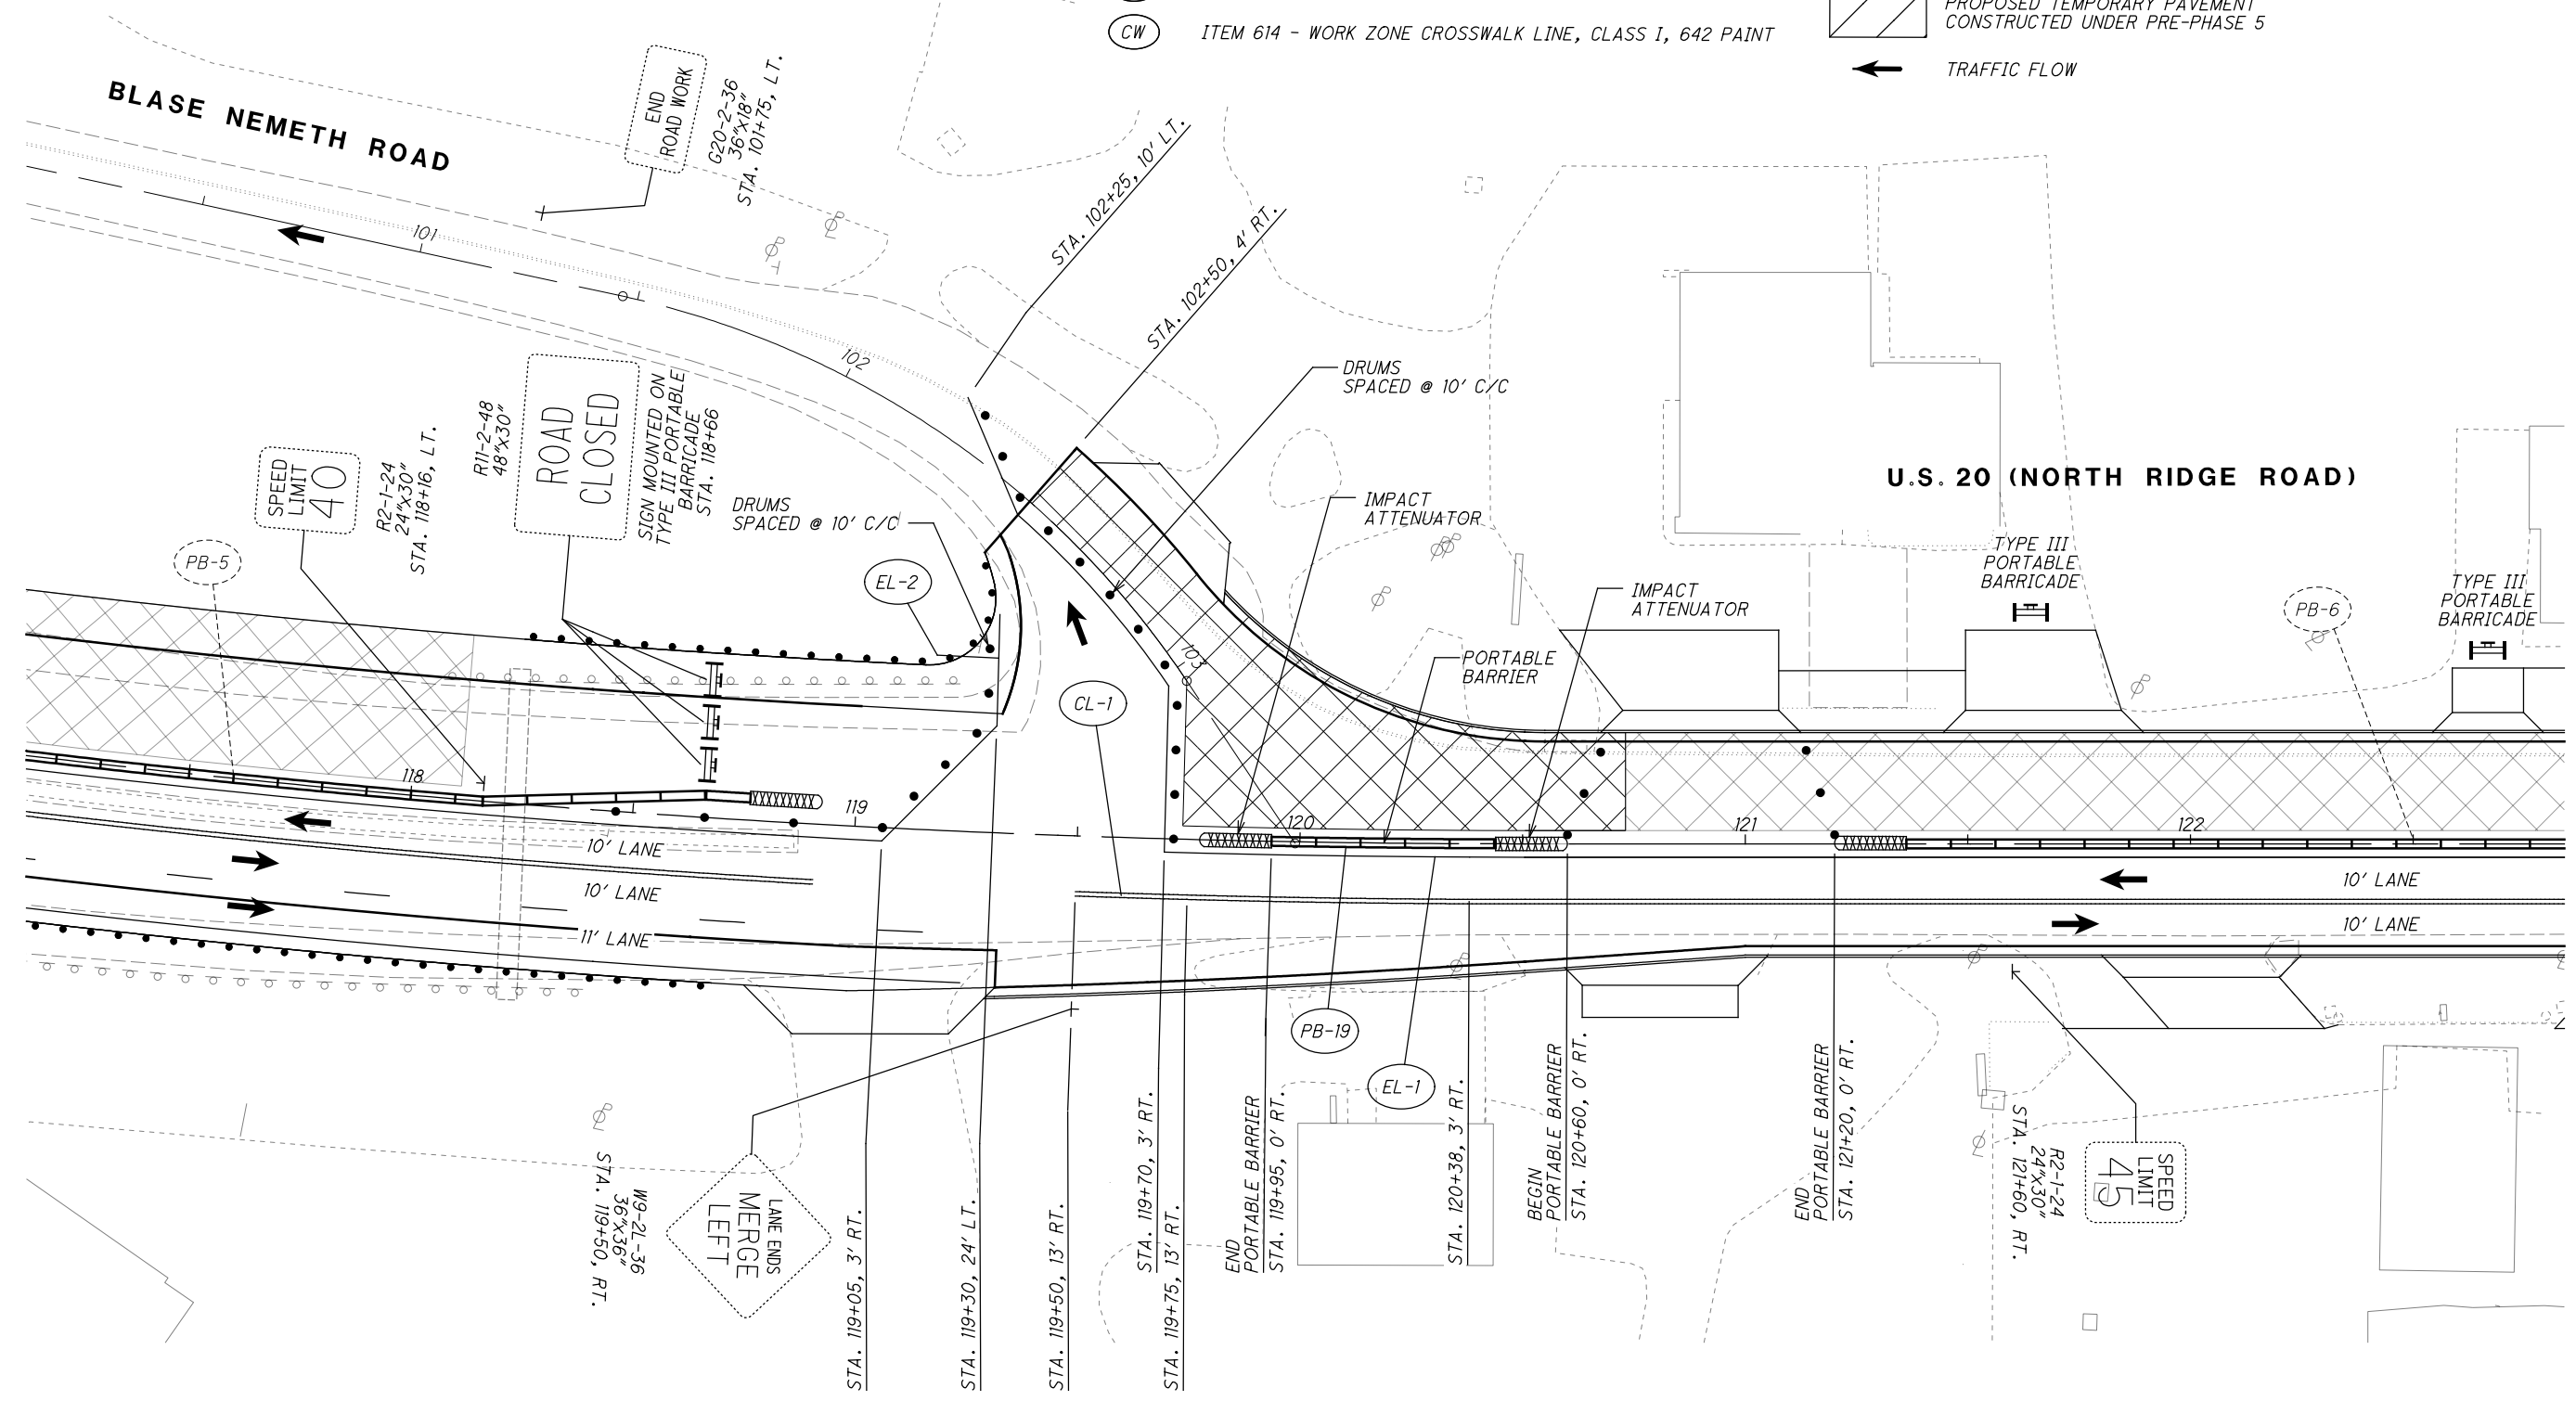 PROPOSED TEMPORARY PAVEMENT
CONSTRUCTED UNDER PRE-PHASE 5
CW
ITEM 614 - WORK ZONE CROSSWALK LINE, CLASS I, 642 PAINT
TRAFFIC FLOW
BLASE NEMETH ROAD
END
ROAD WORK
G20-2-36
36"X18"
STA. 101+75, LT.
STA. 102+25, 10' LT.
STA. 102+50, 4' RT.
101
102
103
DRUMS
SPACED @ 10' C/C
IMPACT
ATTENUATOR
U.S. 20 (NORTH RIDGE ROAD)
SPEED
LIMIT
40
R2-1-24
24"X30"
STA. 118+16, LT.
R11-2-48
48"X30"
ROAD
CLOSED
SIGN MOUNTED ON
TYPE III PORTABLE
BARRICADE
STA. 118+66
DRUMS
SPACED @ 10' C/C
PB-5
EL-2
CL-1
PORTABLE
BARRIER
IMPACT
ATTENUATOR
TYPE III
PORTABLE
BARRICADE
PB-6
TYPE III
PORTABLE
BARRICADE
118
119
120
121
122
10' LANE
10' LANE
11' LANE
10' LANE
10' LANE
PB-19
EL-1
W9-2L-36
36"X36"
STA. 119+50, RT.
LANE ENDS
MERGE
LEFT
STA. 119+05, 3' RT.
STA. 119+30, 24' LT.
STA. 119+50, 13' RT.
STA. 119+70, 3' RT.
STA. 119+75, 13' RT.
END
PORTABLE BARRIER
STA. 119+95, 0' RT.
STA. 120+38, 3' RT.
BEGIN
PORTABLE BARRIER
STA. 120+60, 0' RT.
END
PORTABLE BARRIER
STA. 121+20, 0' RT.
R2-1-24
24"X30"
STA. 121+60, RT.
SPEED
LIMIT
45